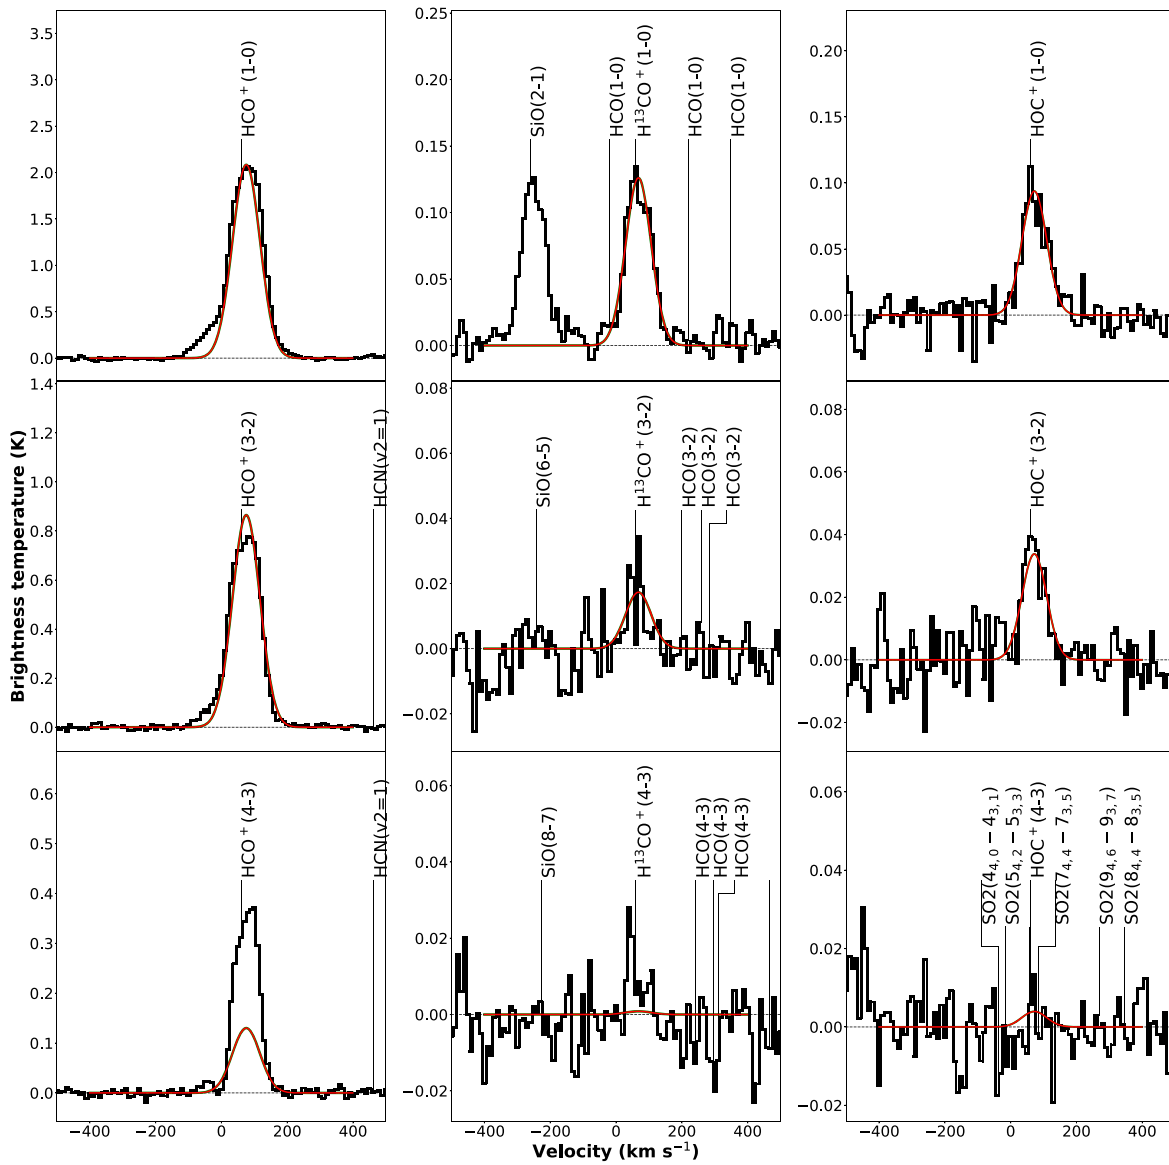 3.5
3.0
2.5
2.0
1.5
1.0
0.5
0.0
HCO⁺(1-0)
0.25
0.20
0.15
0.10
0.05
0.00
SiO(2-1)
HCO(1-0)
H¹³CO⁺(1-0)
HCO(1-0)
HCO(1-0)
0.20
0.15
0.10
0.05
0.00
HOC⁺(1-0)
Brightness temperature (K)
1.4
1.2
1.0
0.8
0.6
0.4
0.2
0.0
HCO⁺(3-2)
HCN(v2=1)
0.08
0.06
0.04
0.02
0.00
−0.02
SiO(6-5)
H¹³CO⁺(3-2)
HCO(3-2)
HCO(3-2)
HCO(3-2)
0.08
0.06
0.04
0.02
0.00
−0.02
HOC⁺(3-2)
0.6
0.5
0.4
0.3
0.2
0.1
0.0
HCO⁺(4-3)
HCN(v2=1)
−400
−200
0
200
400
0.06
0.04
0.02
0.00
−0.02
SiO(8-7)
H¹³CO⁺(4-3)
HCO(4-3)
HCO(4-3)
HCO(4-3)
−400
−200
0
200
400
0.06
0.04
0.02
0.00
−0.02
SO2(4₄,₀ − 4₃,₁)
SO2(5₄,₂ − 5₃,₃)
HOC⁺(4-3)
SO2(7₄,₄ − 7₃,₅)
SO2(9₄,₆ − 9₃,₇)
SO2(8₄,₄ − 8₃,₅)
−400
−200
0
200
400
Velocity (km s⁻¹)